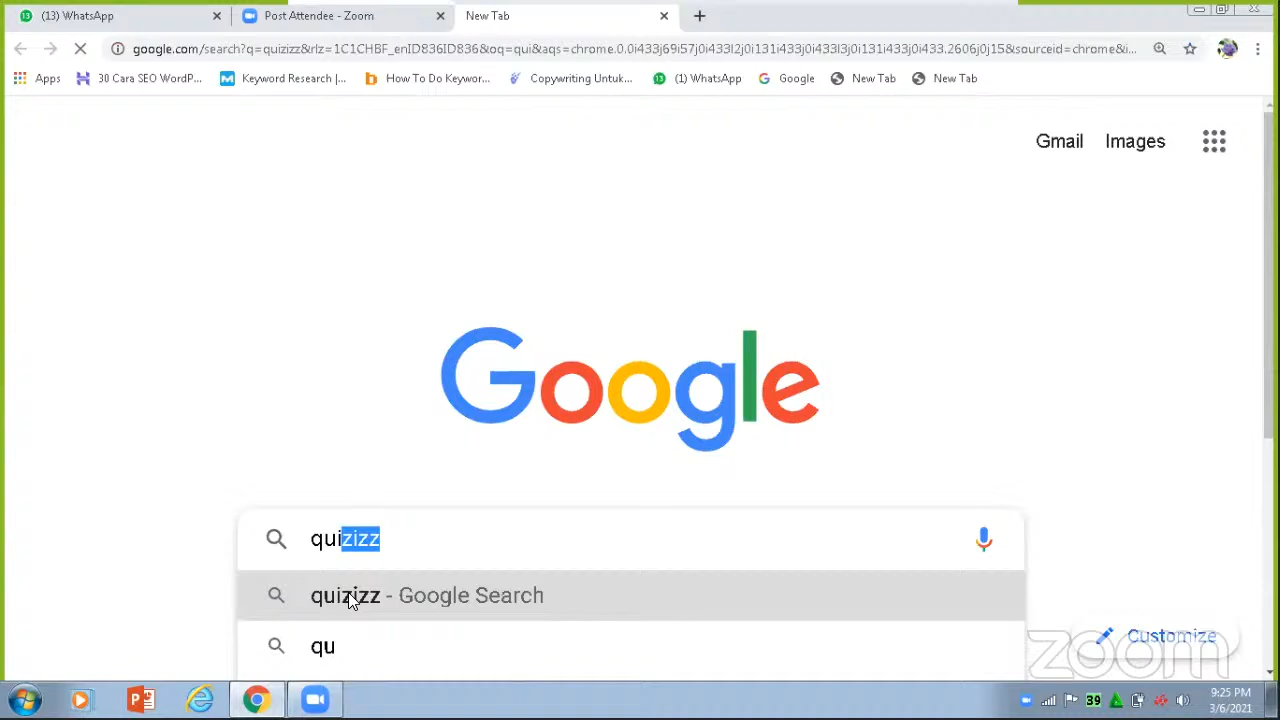 (13) WhatsApp
Post Attendee - Zoom
New Tab
google.com/search?q=quizizz&rlz=1C1CHBF_enID836ID836&oq=qui&aqs=chrome.0.0i433j69i57j0i433l2j0i131i433j0i433l3j0i131i433j0i433.2606j0j15&sourceid=chrome&i...
Apps
30 Cara SEO WordP...
Keyword Research |...
How To Do Keywor...
Copywriting Untuk...
(1) WhatsApp
Google
New Tab
New Tab
Gmail
Images
Google
quizizz
quizizz - Google Search
qu
Customize
zoom
39
9:25 PM
3/6/2021